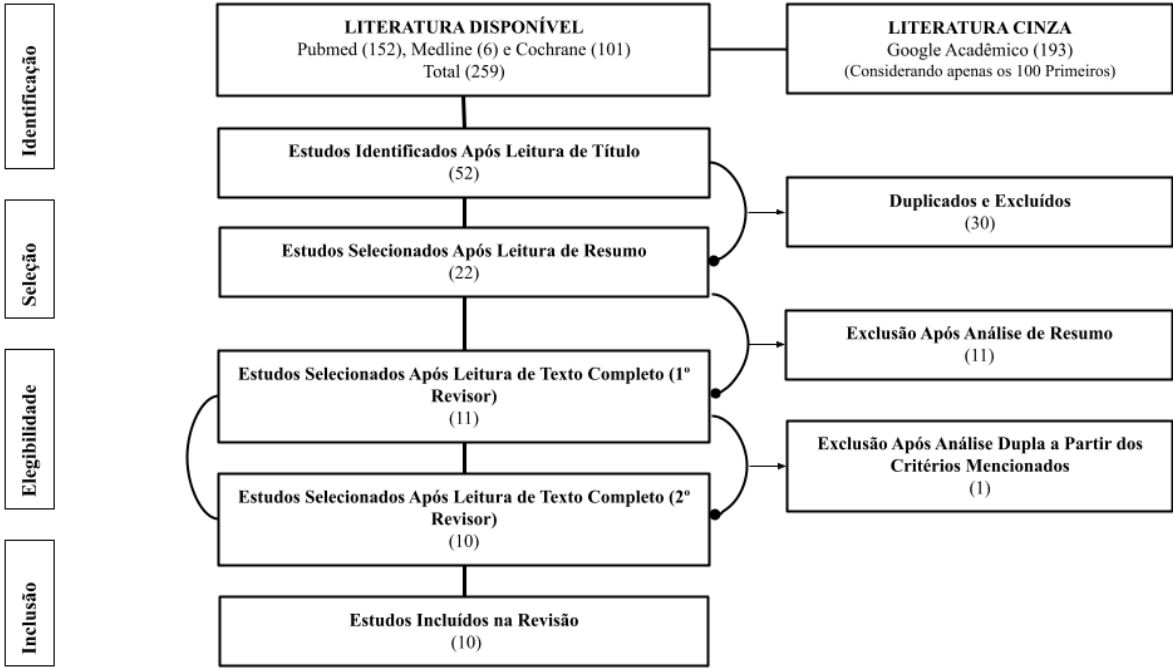 Identificação
LITERATURA DISPONÍVEL
Pubmed (152), Medline (6) e Cochrane (101)
Total (259)
LITERATURA CINZA
Google Acadêmico (193)
(Considerando apenas os 100 Primeiros)
Estudos Identificados Após Leitura de Título
(52)
Duplicados e Excluídos
(30)
Seleção
Estudos Selecionados Após Leitura de Resumo
(22)
Exclusão Após Análise de Resumo
(11)
Elegibilidade
Estudos Selecionados Após Leitura de Texto Completo (1º
Revisor)
(11)
Exclusão Após Análise Dupla a Partir dos
Critérios Mencionados
(1)
Estudos Selecionados Após Leitura de Texto Completo (2º
Revisor)
(10)
Inclusão
Estudos Incluídos na Revisão
(10)